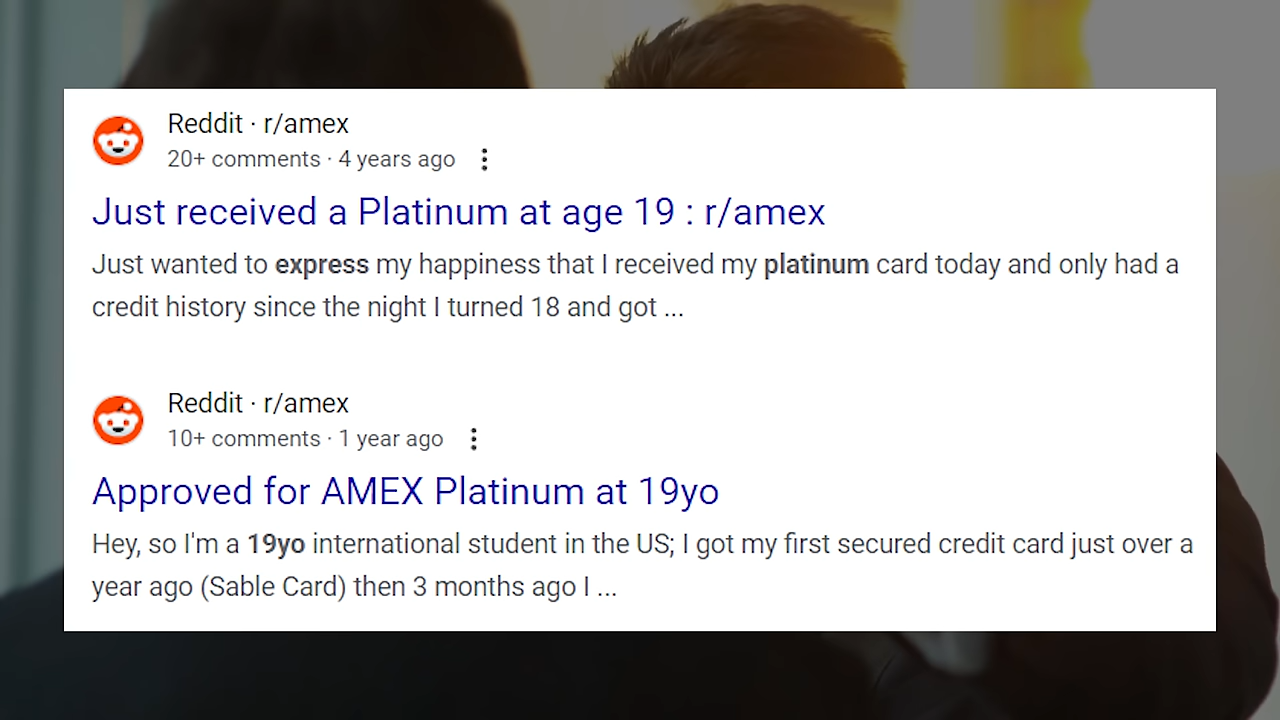 Reddit · r/amex
20+ comments · 4 years ago
Just received a Platinum at age 19 : r/amex
Just wanted to express my happiness that I received my platinum card today and only had a
credit history since the night I turned 18 and got ...
Reddit · r/amex
10+ comments · 1 year ago
Approved for AMEX Platinum at 19yo
Hey, so I'm a 19yo international student in the US; I got my first secured credit card just over a
year ago (Sable Card) then 3 months ago I ...